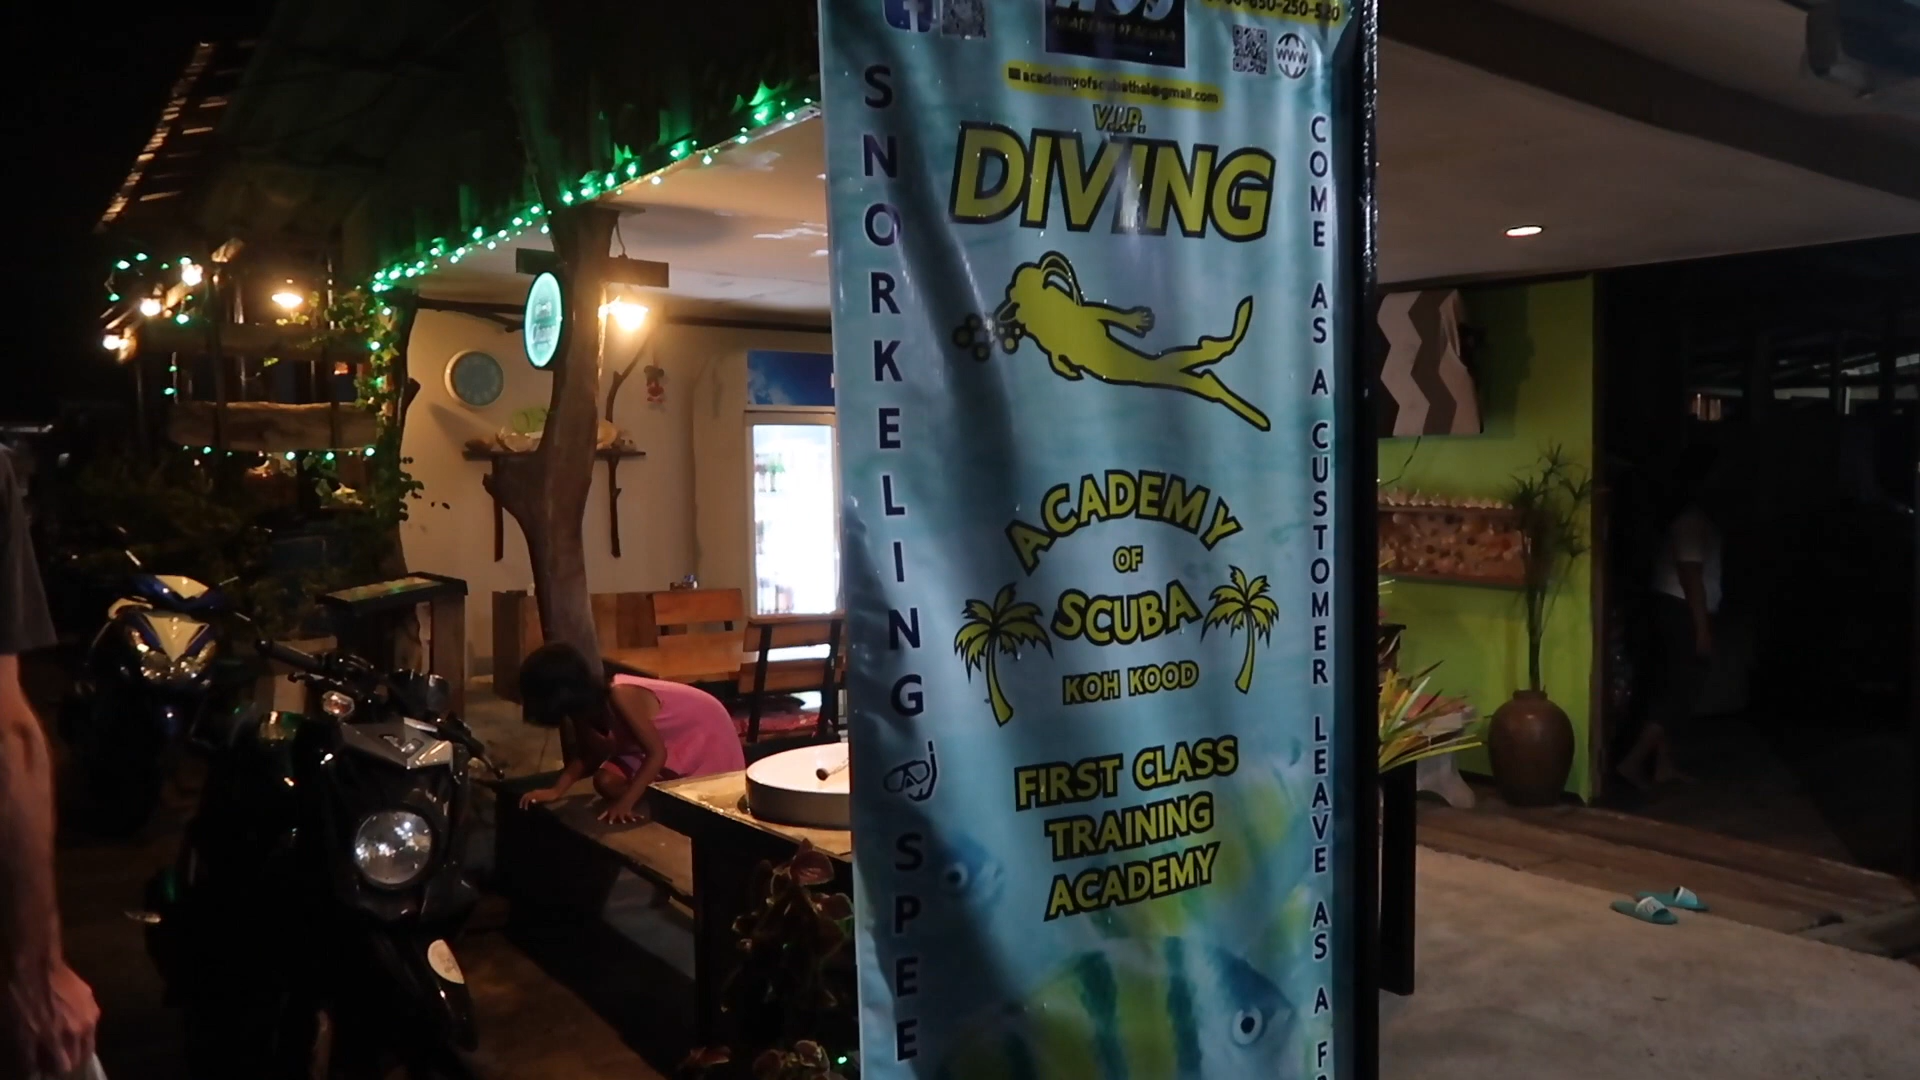 academyofscubathai@gmail.com
WWW
V.I.P.
DIVING
ACADEMY
OF
SCUBA
KOH KOOD
FIRST CLASS
TRAINING
ACADEMY
SNORKELING
SPEE
COME AS A CUSTOMER LEAVE AS A